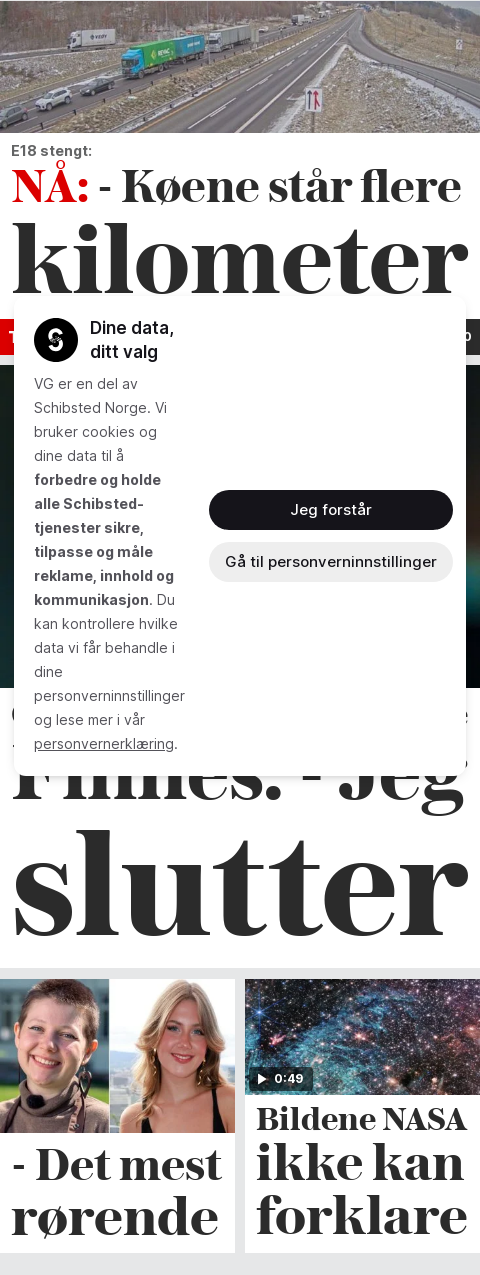 E18 stengt:
NÅ: - Køene står flere
kilometer
Dine data,
ditt valg
VG er en del av
Schibsted Norge. Vi
bruker cookies og
dine data til å
forbedre og holde
alle Schibsted-
tjenester sikre,
tilpasse og måle
reklame, innhold og
kommunikasjon. Du
kan kontrollere hvilke
data vi får behandle i
dine
personverninnstillinger
og lese mer i vår
personvernerklæring.
Jeg forstår
Gå til personverninnstillinger
Finnes: - Jeg
slutter
- Det mest
rørende
0:49
Bildene NASA
ikke kan
forklare